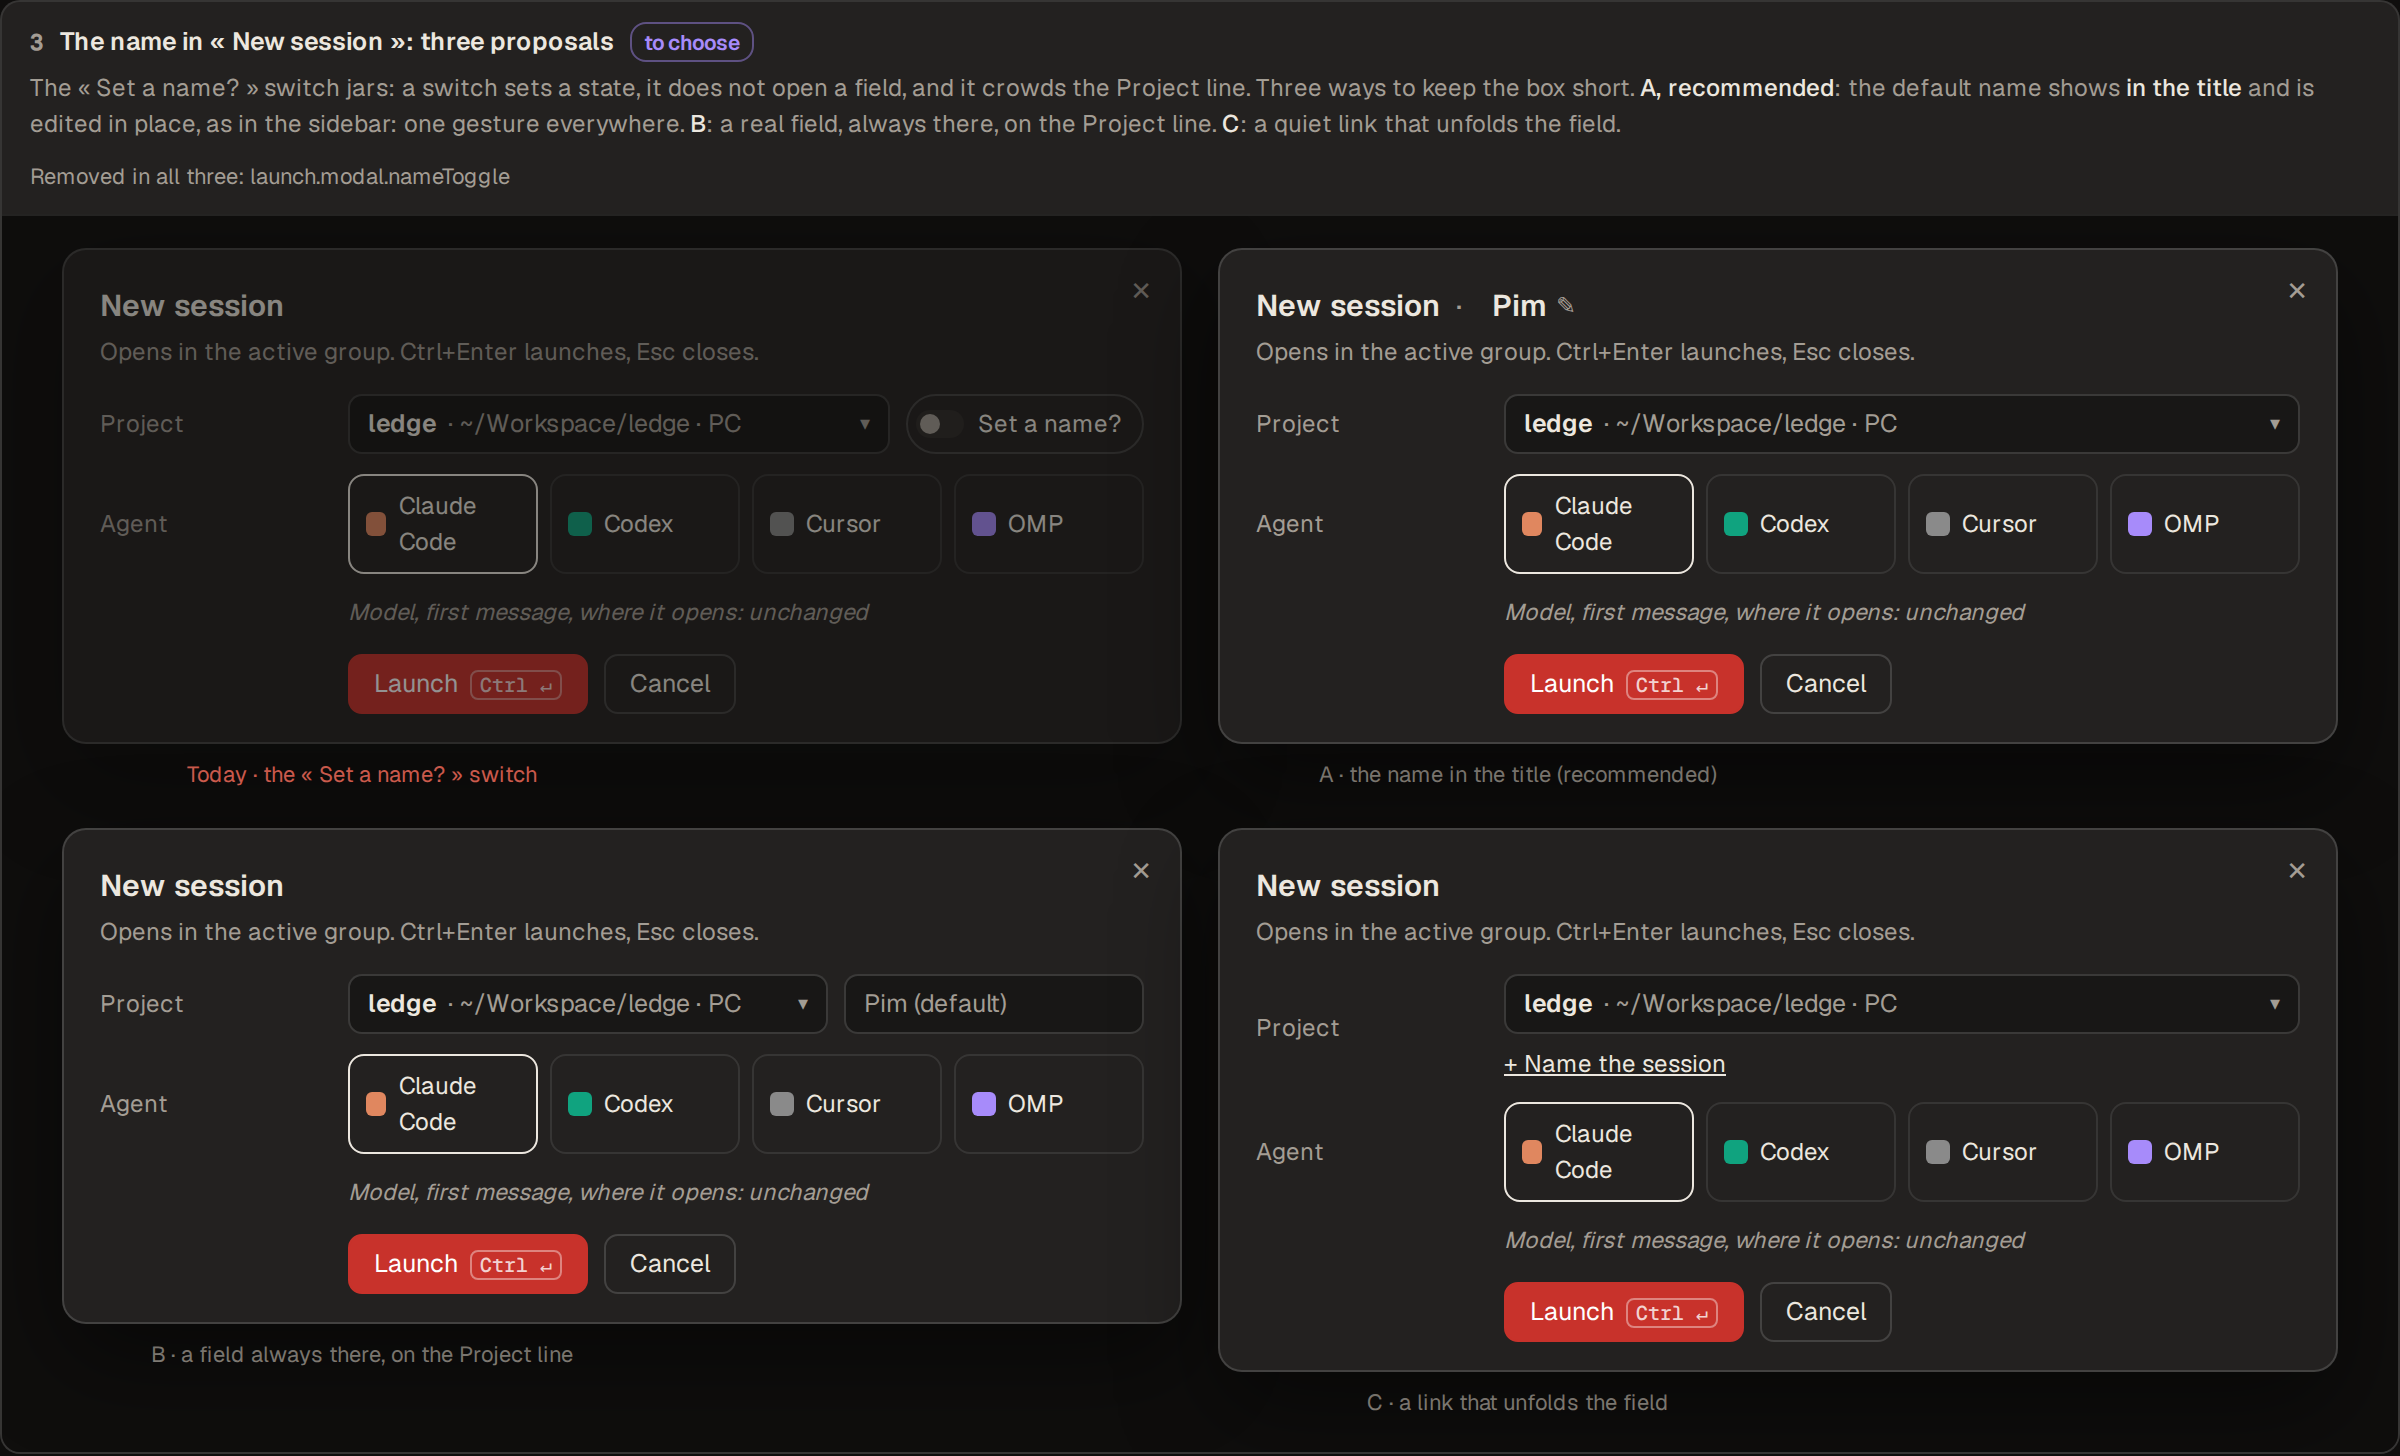 3 The name in « New session »: three proposals to choose
The « Set a name? » switch jars: a switch sets a state, it does not open a field, and it crowds the Project line. Three ways to keep the box short. A, recommended: the default name shows in the title and is
edited in place, as in the sidebar: one gesture everywhere. B: a real field, always there, on the Project line. C: a quiet link that unfolds the field.
Removed in all three: launch.modal.nameToggle
New session ✕
Opens in the active group. Ctrl+Enter launches, Esc closes.
Project ledge · ~/Workspace/ledge · PC ▾ Set a name?
Agent Claude Code Codex Cursor OMP
Model, first message, where it opens: unchanged
Launch Ctrl ↵ Cancel
Today · the « Set a name? » switch
New session · Pim ✎ ✕
Opens in the active group. Ctrl+Enter launches, Esc closes.
Project ledge · ~/Workspace/ledge · PC ▾
Agent Claude Code Codex Cursor OMP
Model, first message, where it opens: unchanged
Launch Ctrl ↵ Cancel
A · the name in the title (recommended)
New session ✕
Opens in the active group. Ctrl+Enter launches, Esc closes.
Project ledge · ~/Workspace/ledge · PC ▾ Pim (default)
Agent Claude Code Codex Cursor OMP
Model, first message, where it opens: unchanged
Launch Ctrl ↵ Cancel
B · a field always there, on the Project line
New session ✕
Opens in the active group. Ctrl+Enter launches, Esc closes.
Project ledge · ~/Workspace/ledge · PC ▾
+ Name the session
Agent Claude Code Codex Cursor OMP
Model, first message, where it opens: unchanged
Launch Ctrl ↵ Cancel
C · a link that unfolds the field